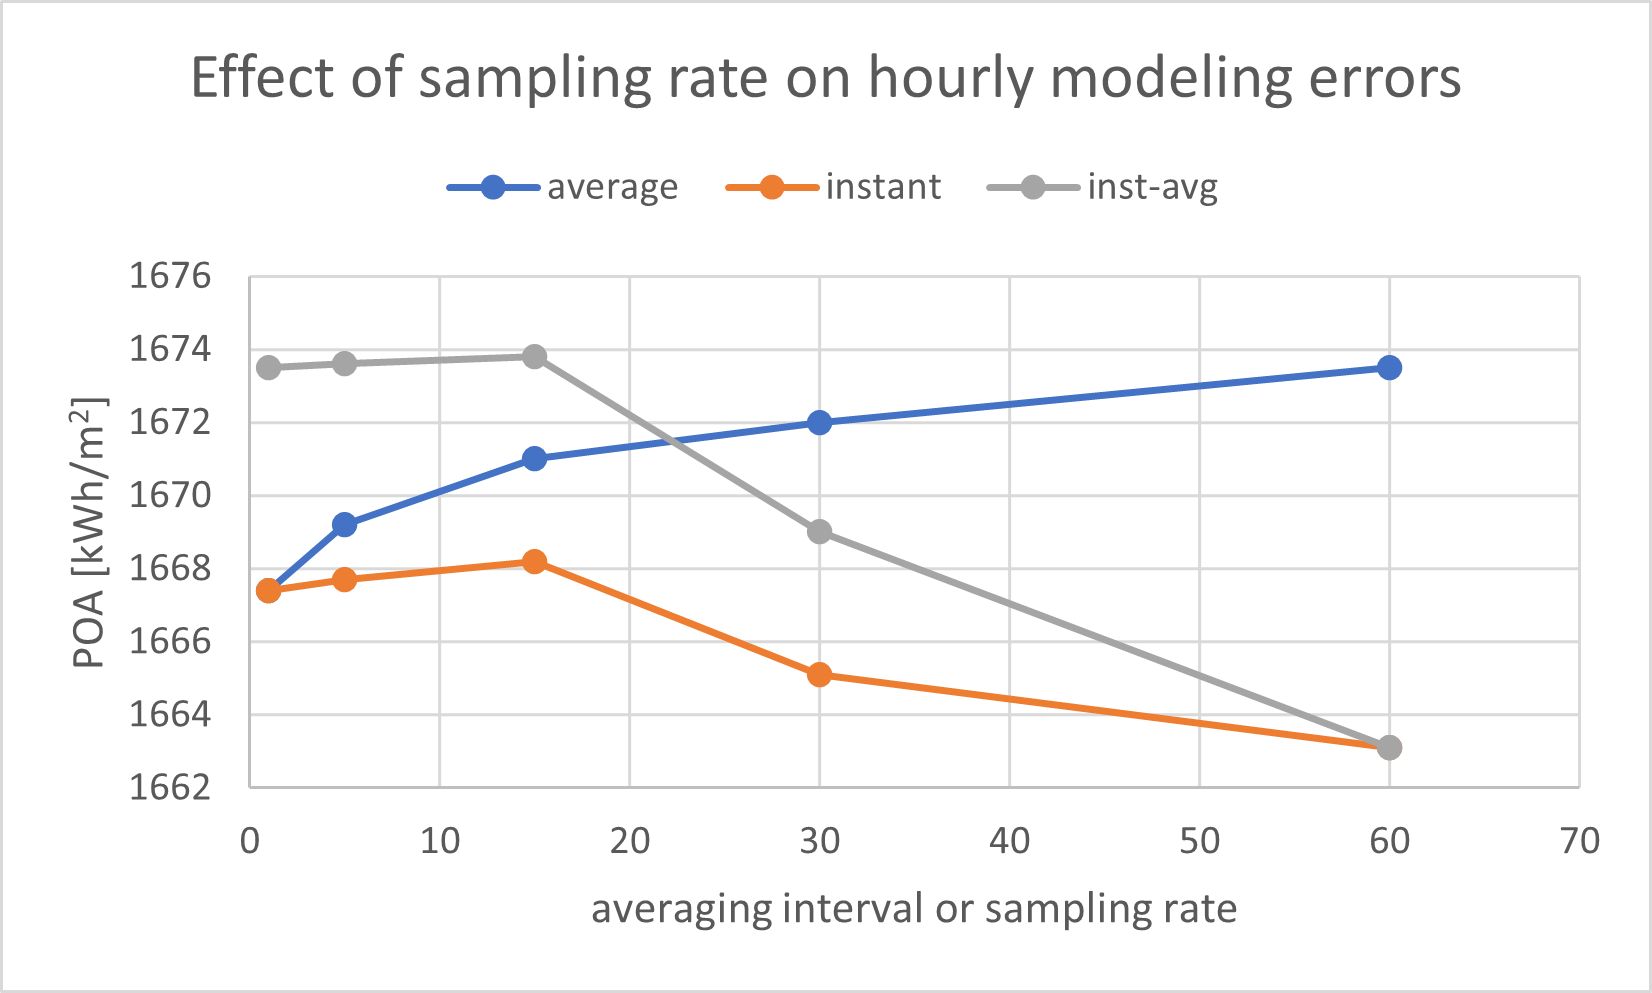 Effect of sampling rate on hourly modeling errors
average instant inst-avg
1676
1674
1672
1670
1668
1666
1664
1662
POA [kWh/m²]
0 10 20 30 40 50 60 70
averaging interval or sampling rate